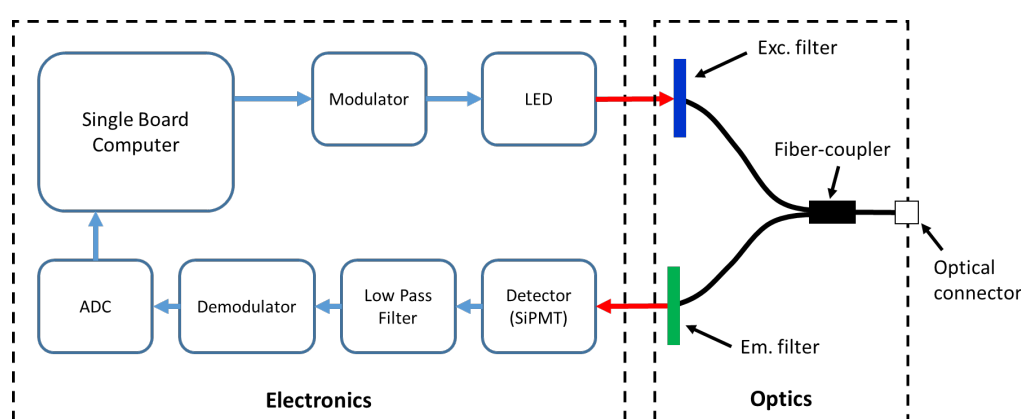 Exc. filter
Single Board
Computer
Modulator
LED
Fiber-coupler
Optical
connector
ADC
Demodulator
Low Pass
Filter
Detector
(SiPMT)
Em. filter
Electronics
Optics